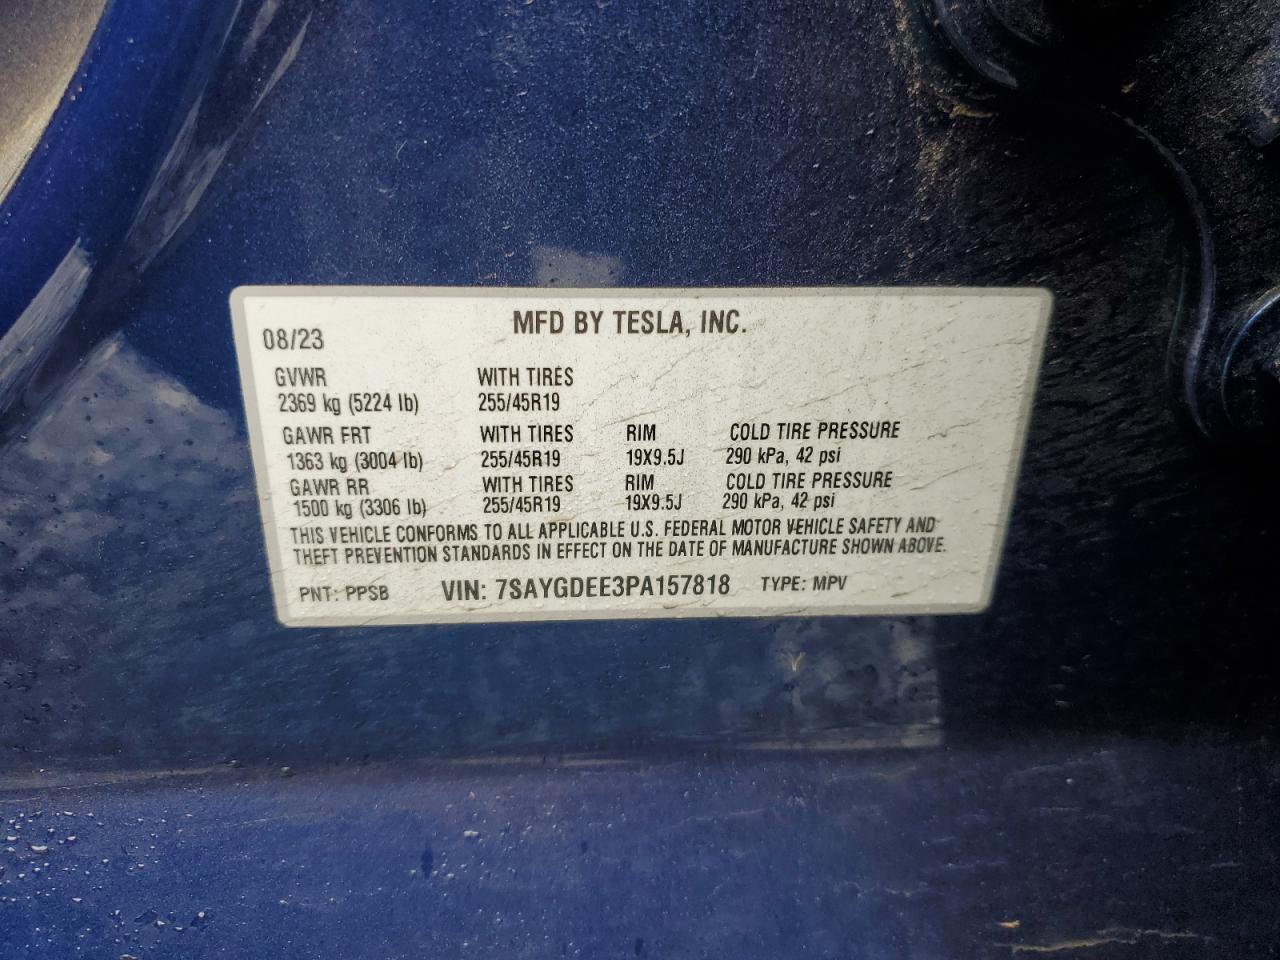 MFD BY TESLA, INC.
08/23
GVWR WITH TIRES
2369 kg (5224 lb) 255/45R19
GAWR FRT WITH TIRES RIM COLD TIRE PRESSURE
1363 kg (3004 lb) 255/45R19 19X9.5J 290 kPa, 42 psi
GAWR RR WITH TIRES RIM COLD TIRE PRESSURE
1500 kg (3306 lb) 255/45R19 19X9.5J 290 kPa, 42 psi
THIS VEHICLE CONFORMS TO ALL APPLICABLE U.S. FEDERAL MOTOR VEHICLE SAFETY AND
THEFT PREVENTION STANDARDS IN EFFECT ON THE DATE OF MANUFACTURE SHOWN ABOVE.
PNT: PPSB VIN: 7SAYGDEE3PA157818 TYPE: MPV